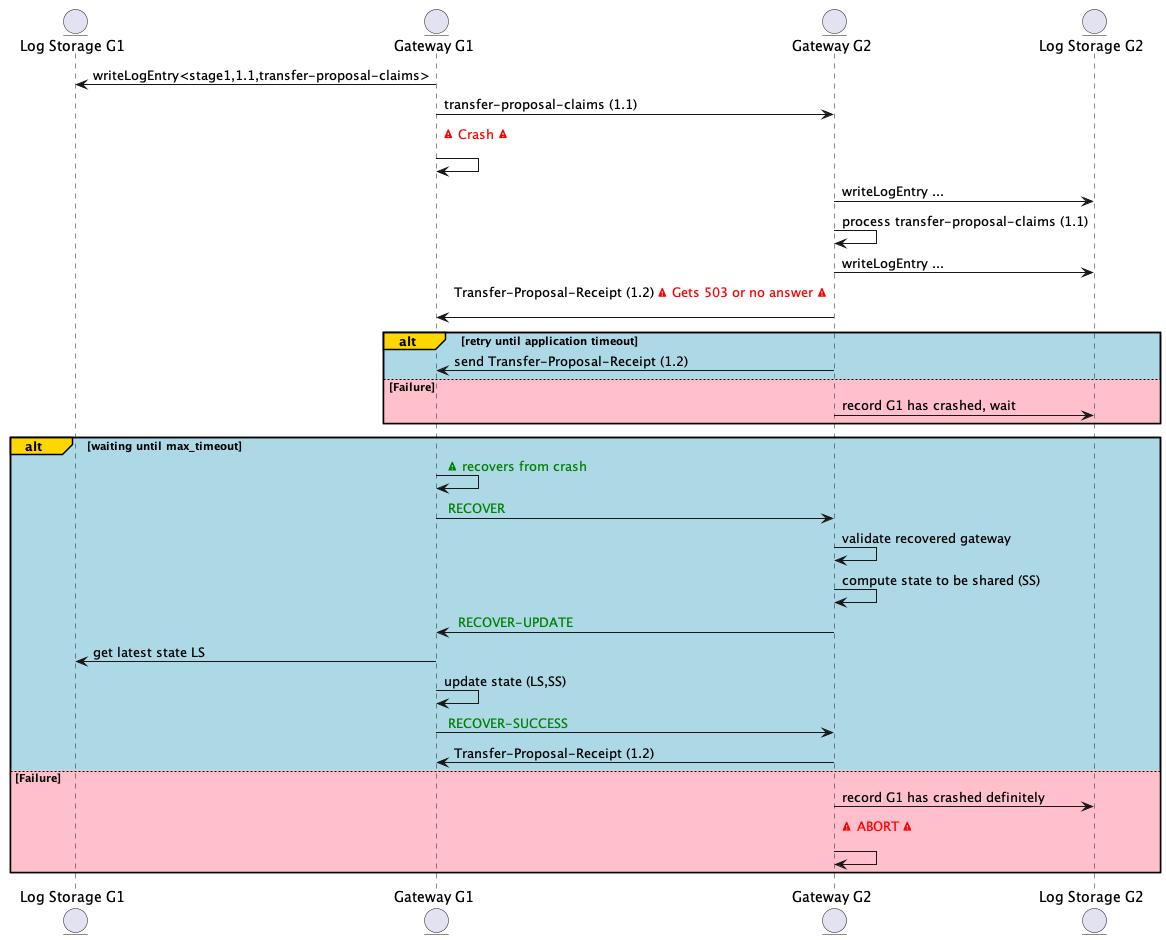 Log Storage G1
Gateway G1
Gateway G2
Log Storage G2
writeLogEntry<stage1,1.1,transfer-proposal-claims>
transfer-proposal-claims (1.1)
⚠ Crash ⚠
writeLogEntry ...
process transfer-proposal-claims (1.1)
writeLogEntry ...
Transfer-Proposal-Receipt (1.2) ⚠ Gets 503 or no answer ⚠
alt
[retry until application timeout]
send Transfer-Proposal-Receipt (1.2)
[Failure]
record G1 has crashed, wait
alt
[waiting until max_timeout]
⚠ recovers from crash
RECOVER
validate recovered gateway
compute state to be shared (SS)
RECOVER-UPDATE
get latest state LS
update state (LS,SS)
RECOVER-SUCCESS
Transfer-Proposal-Receipt (1.2)
[Failure]
record G1 has crashed definitely
⚠ ABORT ⚠
Log Storage G1
Gateway G1
Gateway G2
Log Storage G2